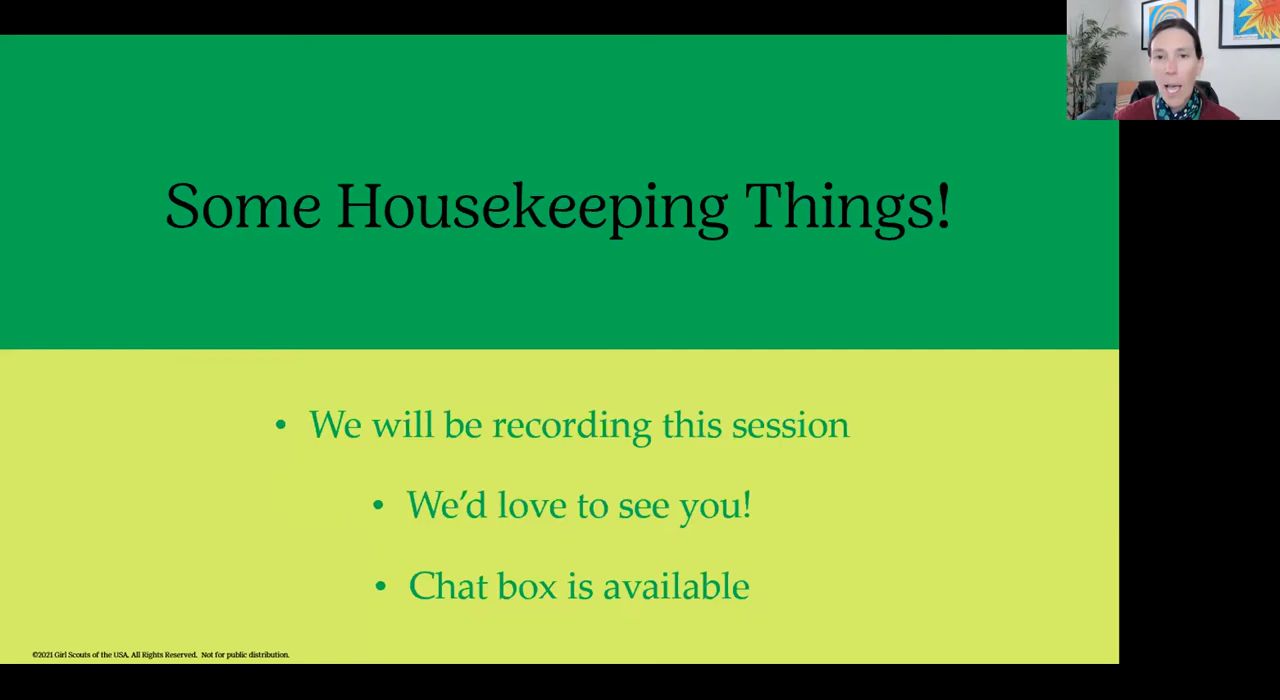 Some Housekeeping Things!
• We will be recording this session
• We’d love to see you!
• Chat box is available
©2021 Girl Scouts of the USA. All Rights Reserved. Not for public distribution.